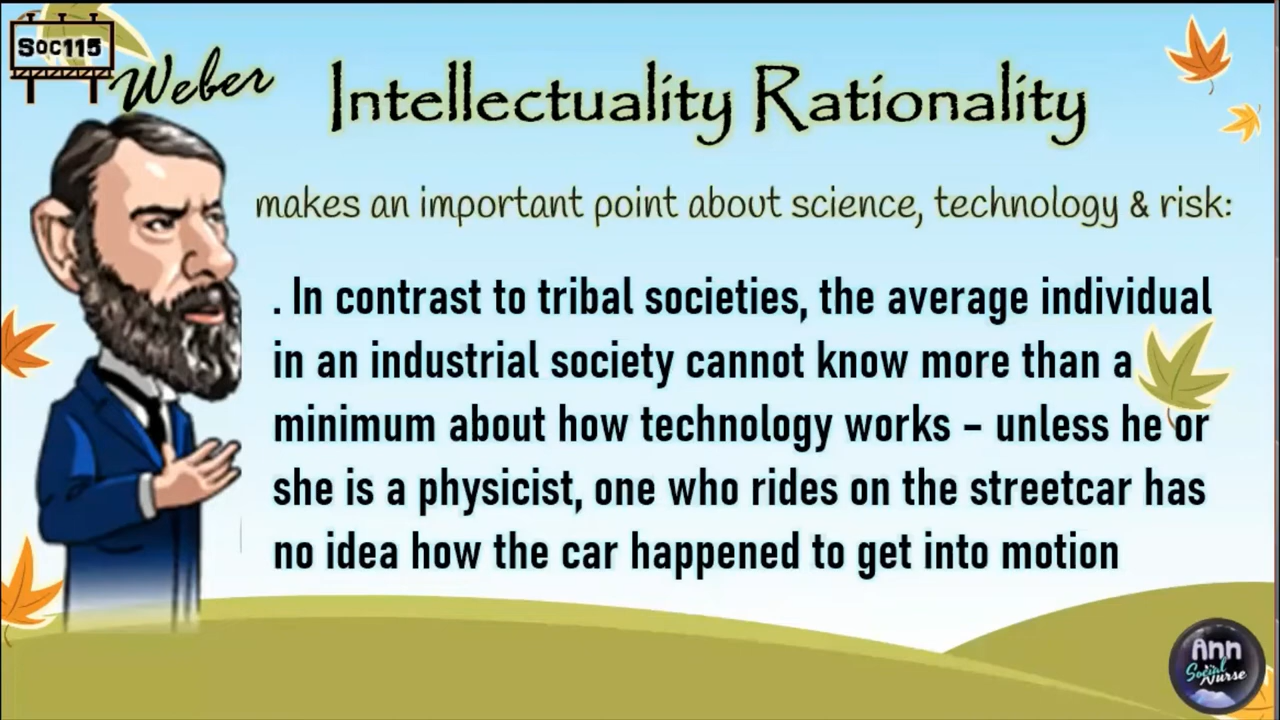 Soc115
Weber
Intellectuality Rationality
makes an important point about science, technology & risk:
. In contrast to tribal societies, the average individual
in an industrial society cannot know more than a
minimum about how technology works – unless he or
she is a physicist, one who rides on the streetcar has
no idea how the car happened to get into motion
Ann
Social
Nurse